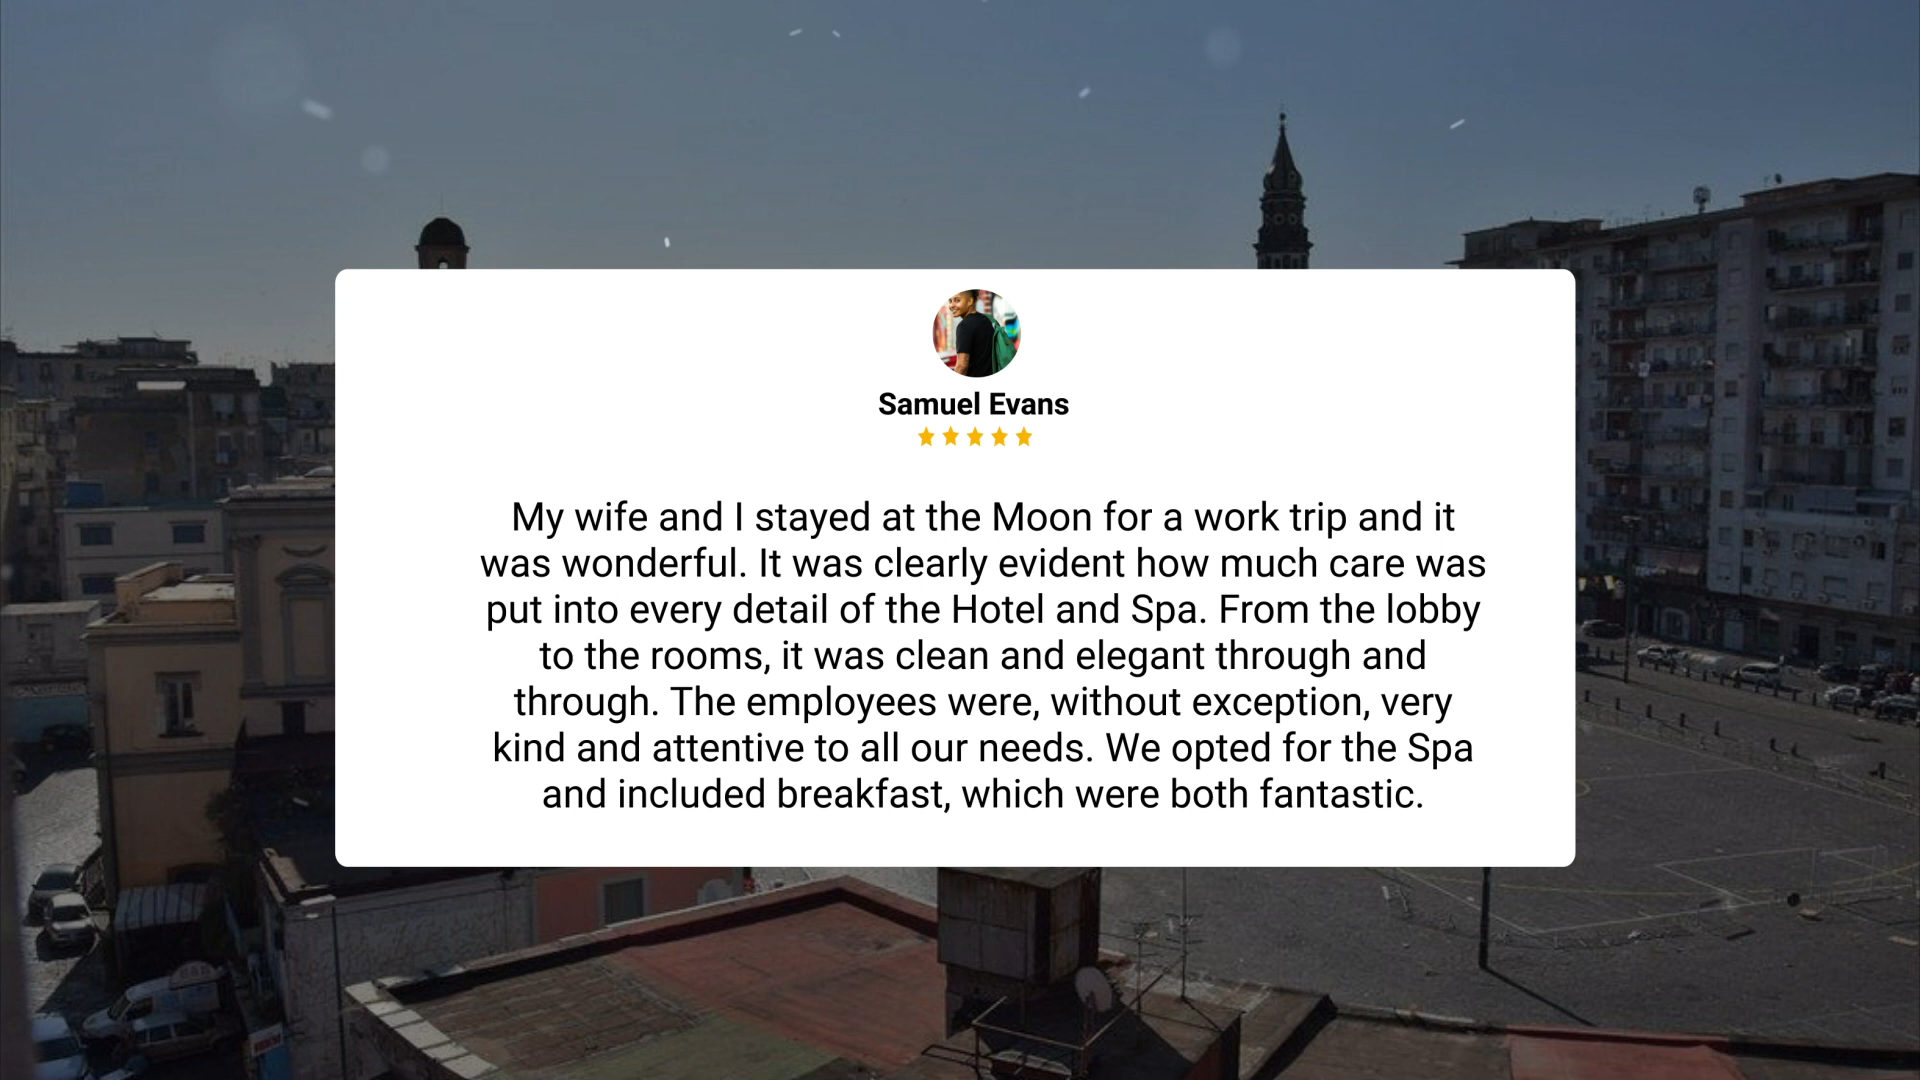 Samuel Evans
My wife and I stayed at the Moon for a work trip and it
was wonderful. It was clearly evident how much care was
put into every detail of the Hotel and Spa. From the lobby
to the rooms, it was clean and elegant through and
through. The employees were, without exception, very
kind and attentive to all our needs. We opted for the Spa
and included breakfast, which were both fantastic.